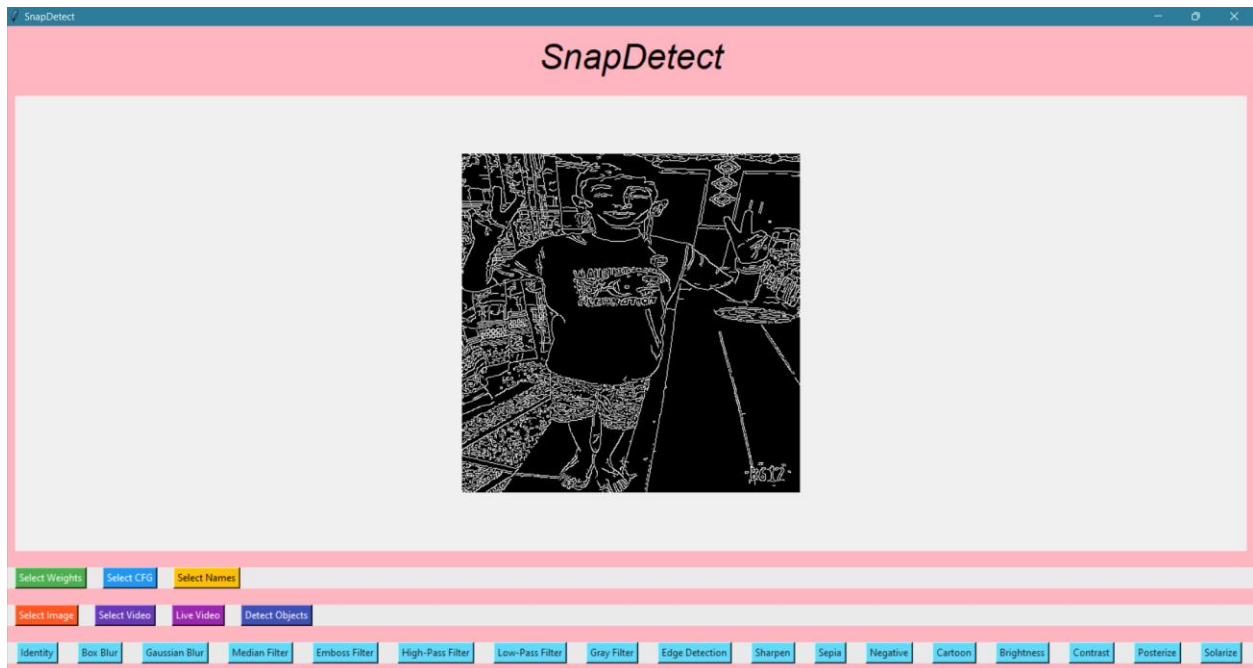 SnapDetect
SnapDetect
B612
Select Weights Select CFG Select Names
Select Image Select Video Live Video Detect Objects
Identity Box Blur Gaussian Blur Median Filter Emboss Filter High-Pass Filter Low-Pass Filter Gray Filter Edge Detection Sharpen Sepia Negative Cartoon Brightness Contrast Posterize Solarize